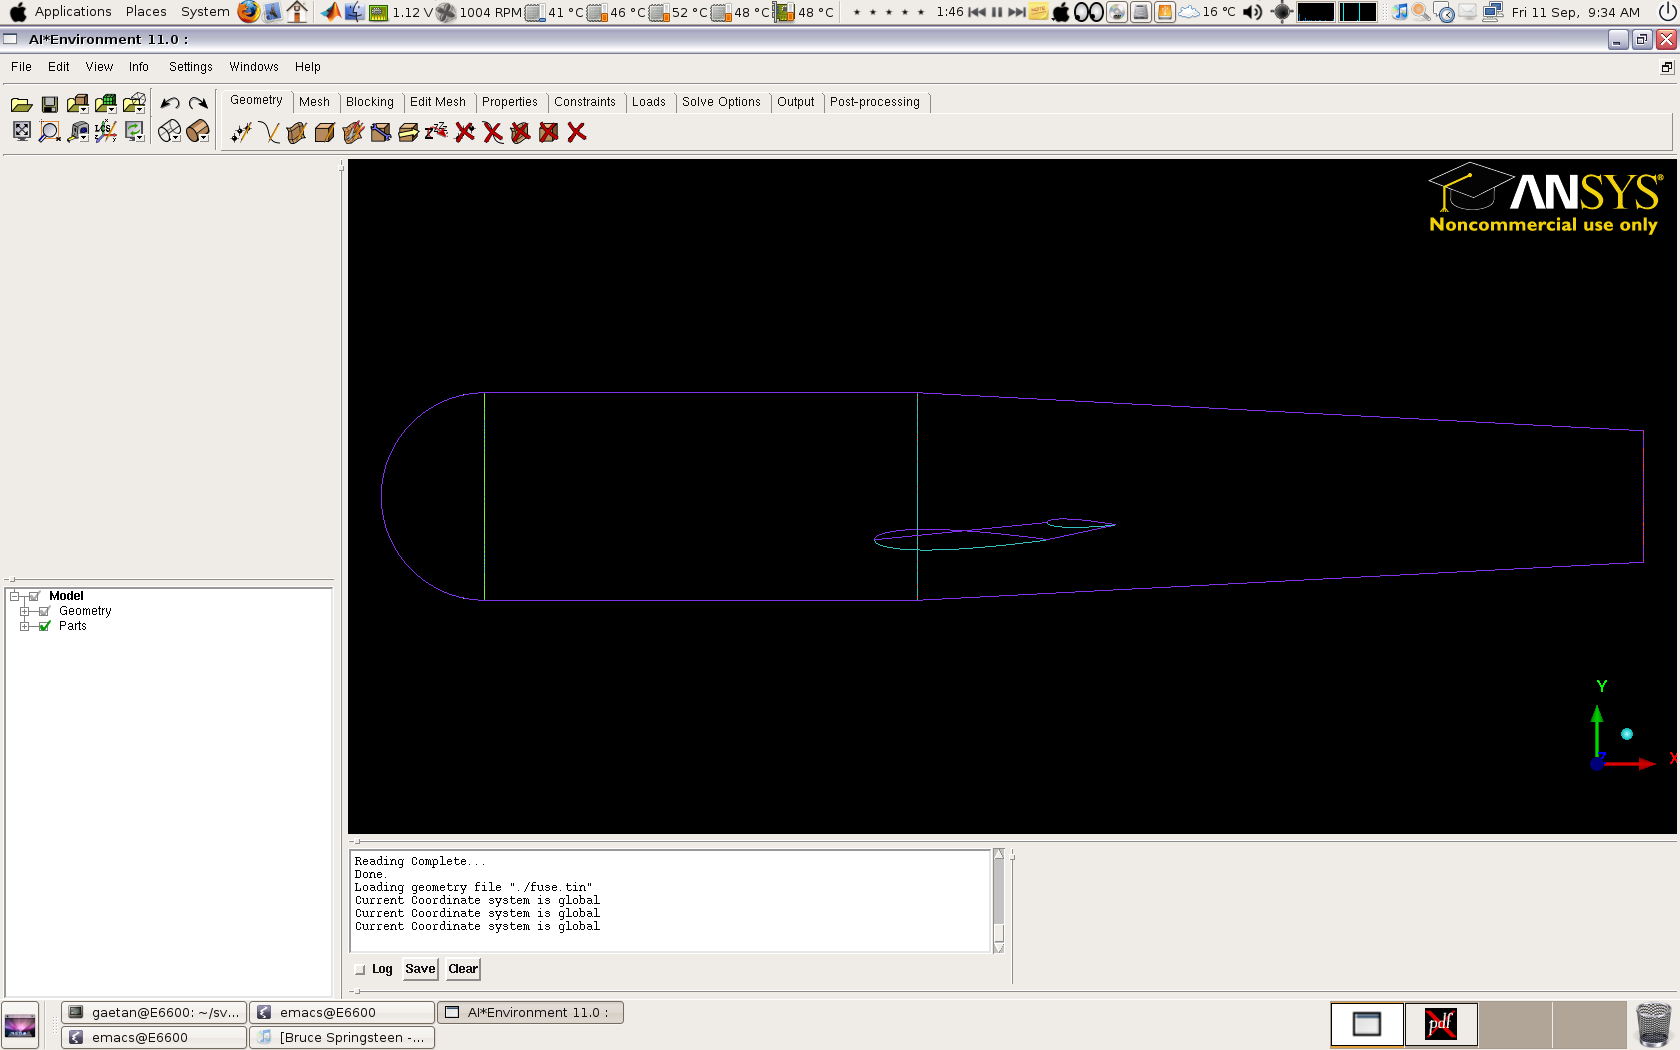 Applications Places System 1.12 V 1004 RPM 41 °C 46 °C 52 °C 48 °C 48 °C 1:46 16 °C Fri 11 Sep, 9:34 AM
AI*Environment 11.0 :
File Edit View Info Settings Windows Help
Geometry Mesh Blocking Edit Mesh Properties Constraints Loads Solve Options Output Post-processing
LCS
ANSYS®
Noncommercial use only
Model
Geometry
Parts
Y
Z
X
Reading Complete...
Done.
Loading geometry file "./fuse.tin"
Current Coordinate system is global
Current Coordinate system is global
Current Coordinate system is global
Log Save Clear
gaetan@E6600: ~/sv... emacs@E6600 AI*Environment 11.0 :
emacs@E6600 [Bruce Springsteen -...
pdf